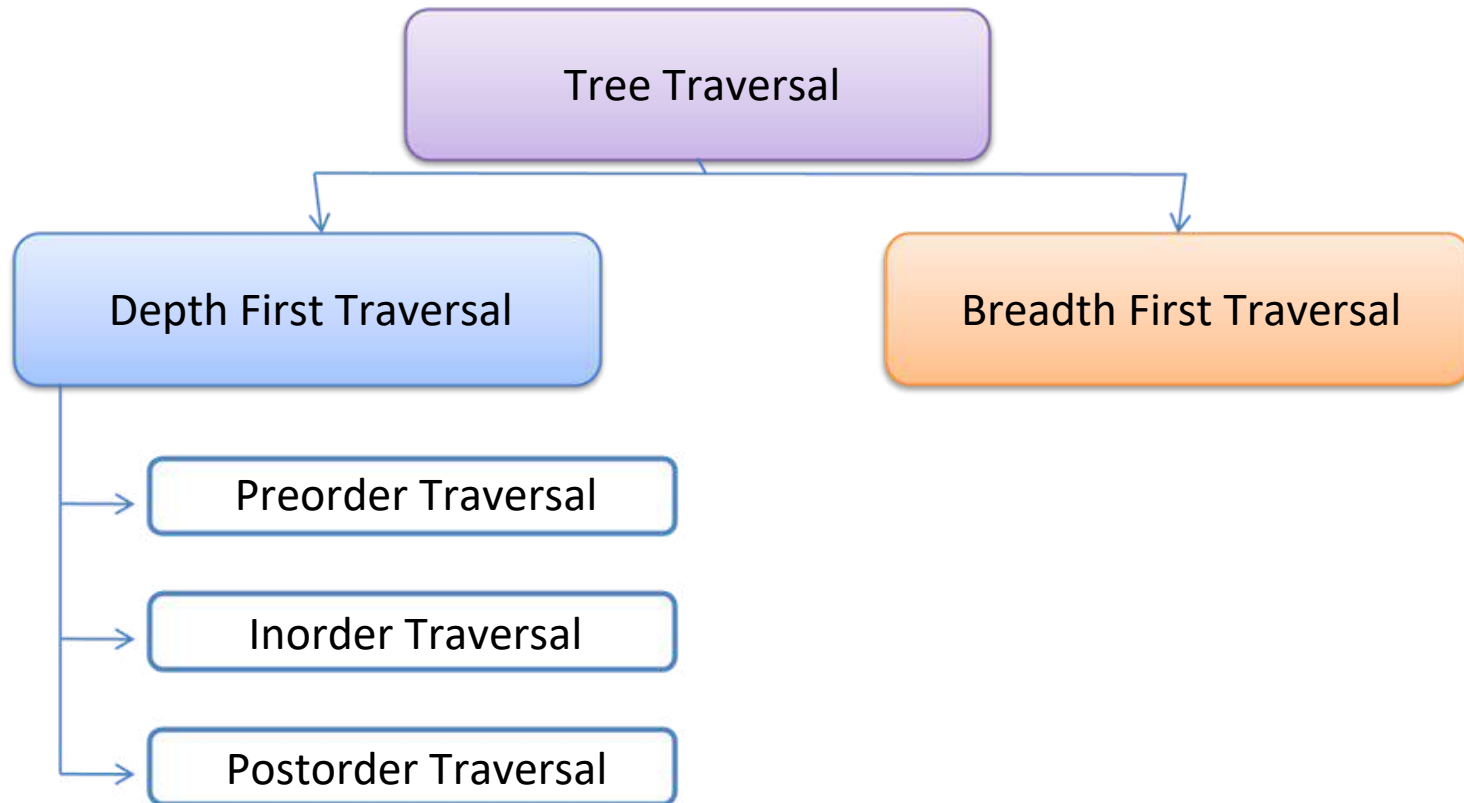 Tree Traversal
Depth First Traversal
Breadth First Traversal
Preorder Traversal
Inorder Traversal
Postorder Traversal